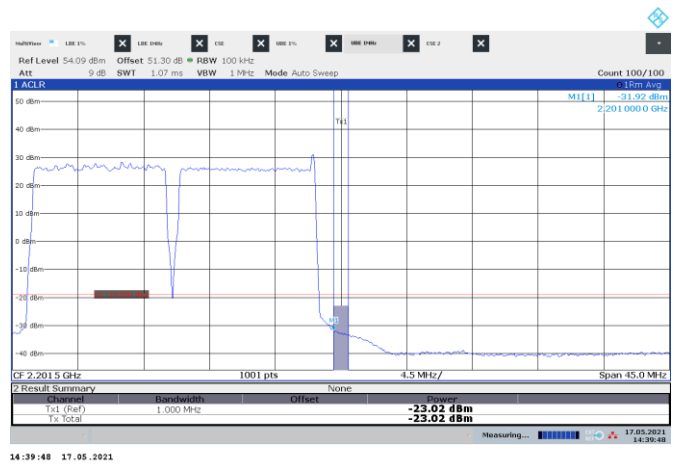 MultiView LBE 1% X LBE 1MHz X CSE X UBE 1% X UBE 1MHz X CSE 2 X
Ref Level 54.09 dBm Offset 51.30 dB RBW 100 kHz
Att 9 dB SWT 1.07 ms VBW 1 MHz Mode Auto Sweep Count 100/100
1 ACLR 1Rm Avg
M1[1] -31.92 dBm
50 dBm
2.201 000 0 GHz
Tx1
40 dBm
30 dBm
20 dBm
10 dBm
0 dBm
-10 dBm
-20 dBm
M1
-30 dBm
-40 dBm
CF 2.2015 GHz 1001 pts 4.5 MHz/ Span 45.0 MHz
2 Result Summary None
Channel Bandwidth Offset Power
Tx1 (Ref) 1.000 MHz -23.02 dBm
Tx Total -23.02 dBm
Measuring... 17.05.2021
14:39:48
14:39:48 17.05.2021